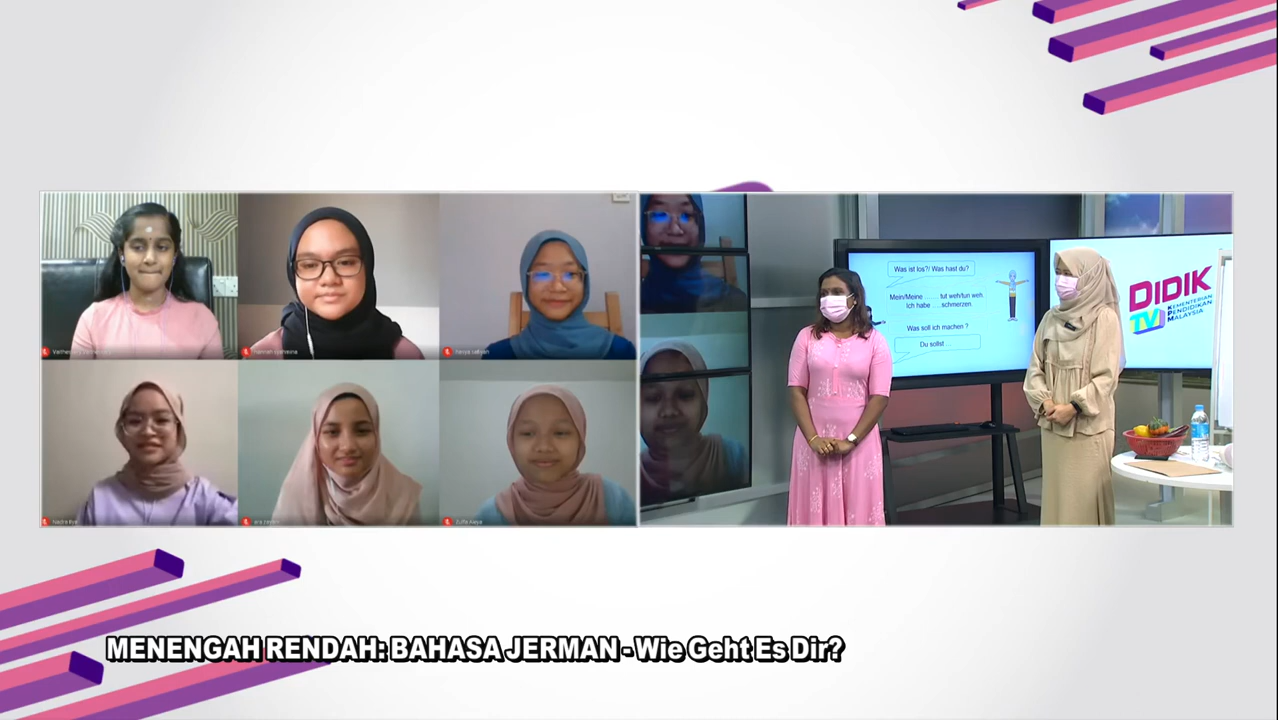 Was ist los?/ Was hast du?
Mein/Meine ........ tut weh/tun weh.
Ich habe ... schmerzen.
Was soll ich machen ?
Du sollst ...
DIDIK
TV
KEMENTERIAN
PENDIDIKAN
MALAYSIA
MENENGAH RENDAH: BAHASA JERMAN - Wie Geht Es Dir?